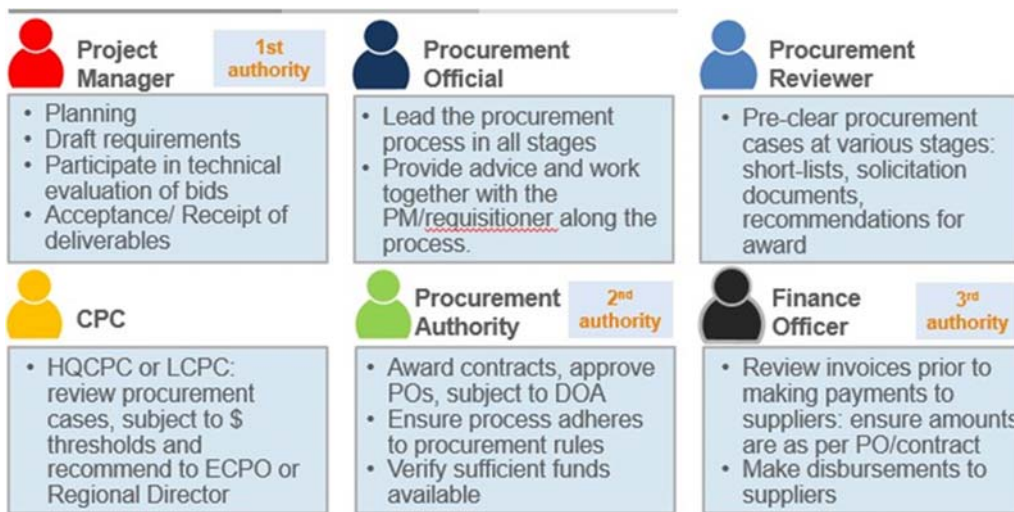 Project
Manager
1st
authority
• Planning
• Draft requirements
• Participate in technical
evaluation of bids
• Acceptance/ Receipt of
deliverables
Procurement
Official
• Lead the procurement
process in all stages
• Provide advice and work
together with the
PM/requisitioner along the
process.
Procurement
Reviewer
• Pre-clear procurement
cases at various stages:
short-lists, solicitation
documents,
recommendations for
award
CPC
• HQCPC or LCPC:
review procurement
cases, subject to $
thresholds and
recommend to ECPO or
Regional Director
Procurement
Authority
2nd
authority
• Award contracts, approve
POs, subject to DOA
• Ensure process adheres
to procurement rules
• Verify sufficient funds
available
Finance
Officer
3rd
authority
• Review invoices prior to
making payments to
suppliers: ensure amounts
are as per PO/contract
• Make disbursements to
suppliers